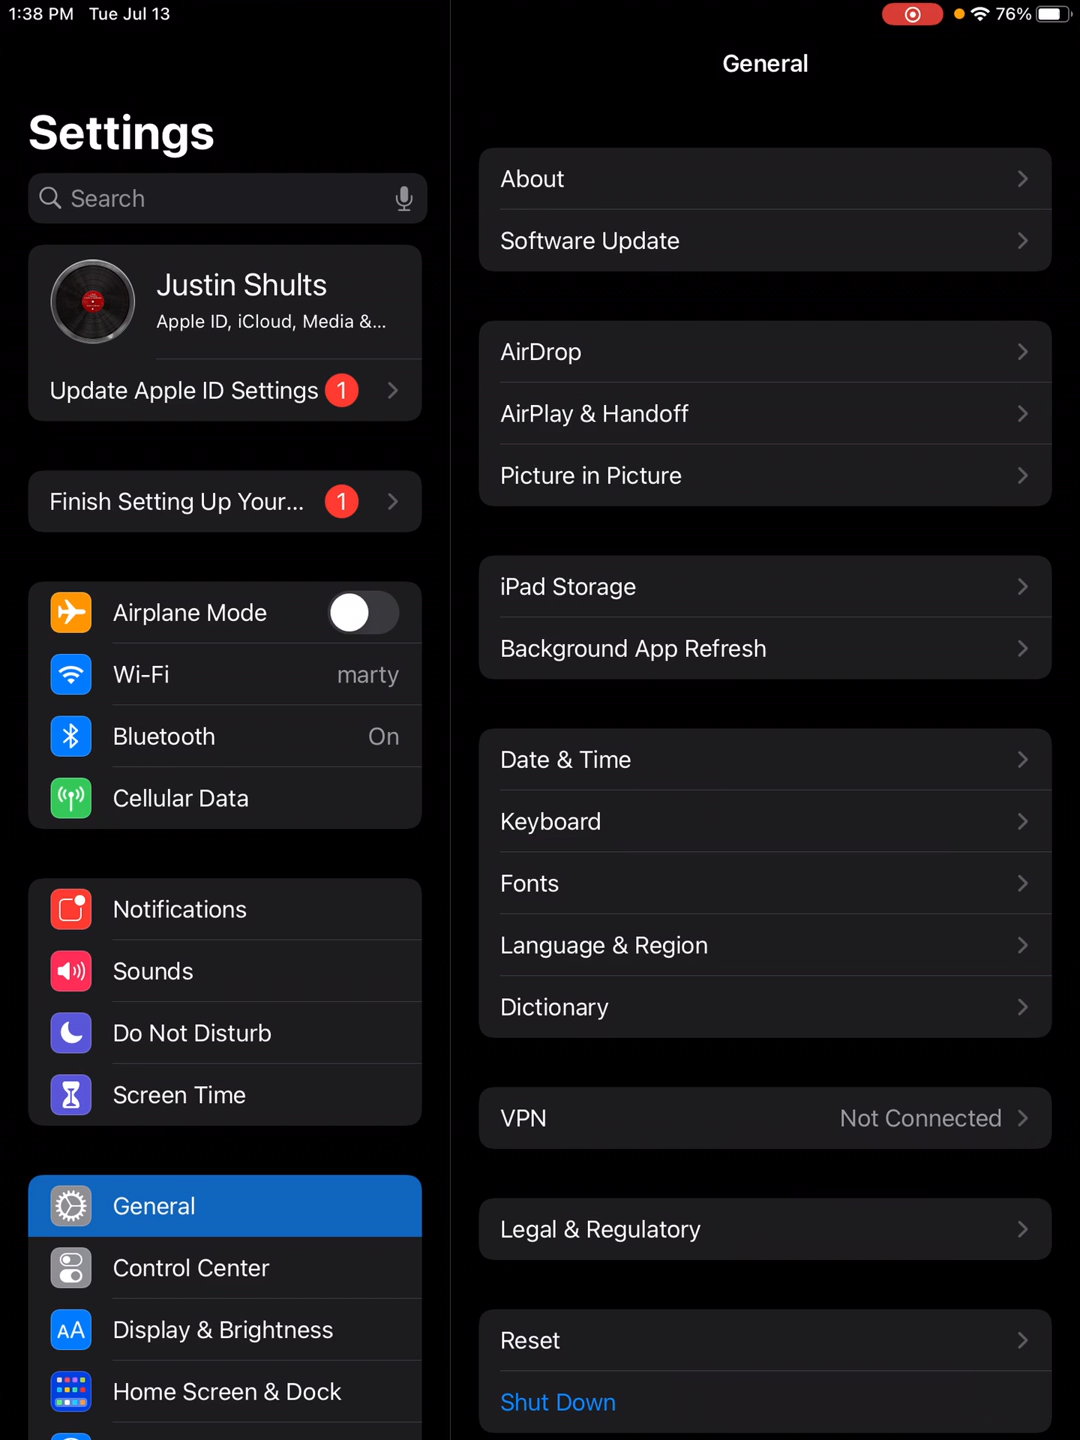 1:38 PM Tue Jul 13
76%
Settings
Search
Justin Shults
Apple ID, iCloud, Media &...
Update Apple ID Settings 1
Finish Setting Up Your... 1
Airplane Mode
Wi-Fi marty
Bluetooth On
Cellular Data
Notifications
Sounds
Do Not Disturb
Screen Time
General
Control Center
AA Display & Brightness
Home Screen & Dock
General
About
Software Update
AirDrop
AirPlay & Handoff
Picture in Picture
iPad Storage
Background App Refresh
Date & Time
Keyboard
Fonts
Language & Region
Dictionary
VPN Not Connected
Legal & Regulatory
Reset
Shut Down